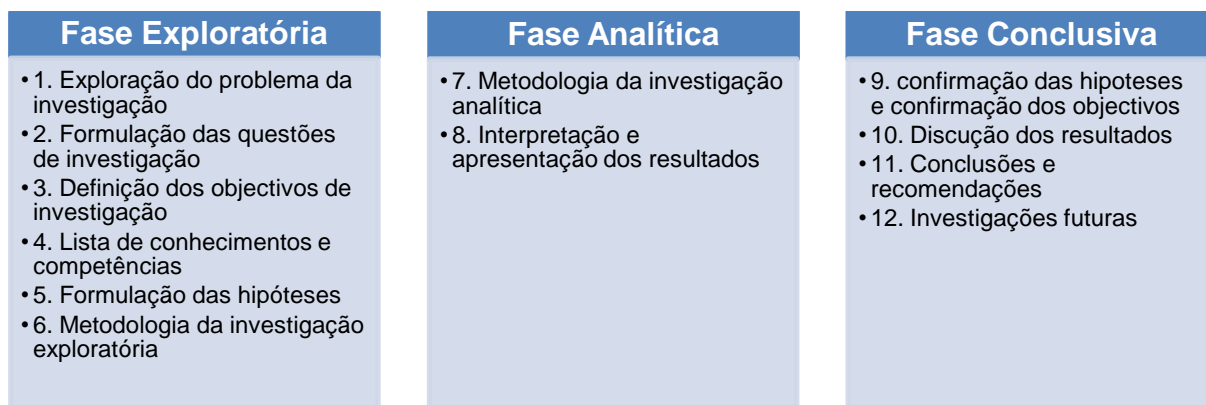 Fase Exploratória
• 1. Exploração do problema da
investigação
• 2. Formulação das questões
de investigação
• 3. Definição dos objectivos de
investigação
• 4. Lista de conhecimentos e
competências
• 5. Formulação das hipóteses
• 6. Metodologia da investigação
exploratória
Fase Analítica
• 7. Metodologia da investigação
analítica
• 8. Interpretação e
apresentação dos resultados
Fase Conclusiva
• 9. confirmação das hipoteses
e confirmação dos objectivos
• 10. Discução dos resultados
• 11. Conclusões e
recomendações
• 12. Investigações futuras